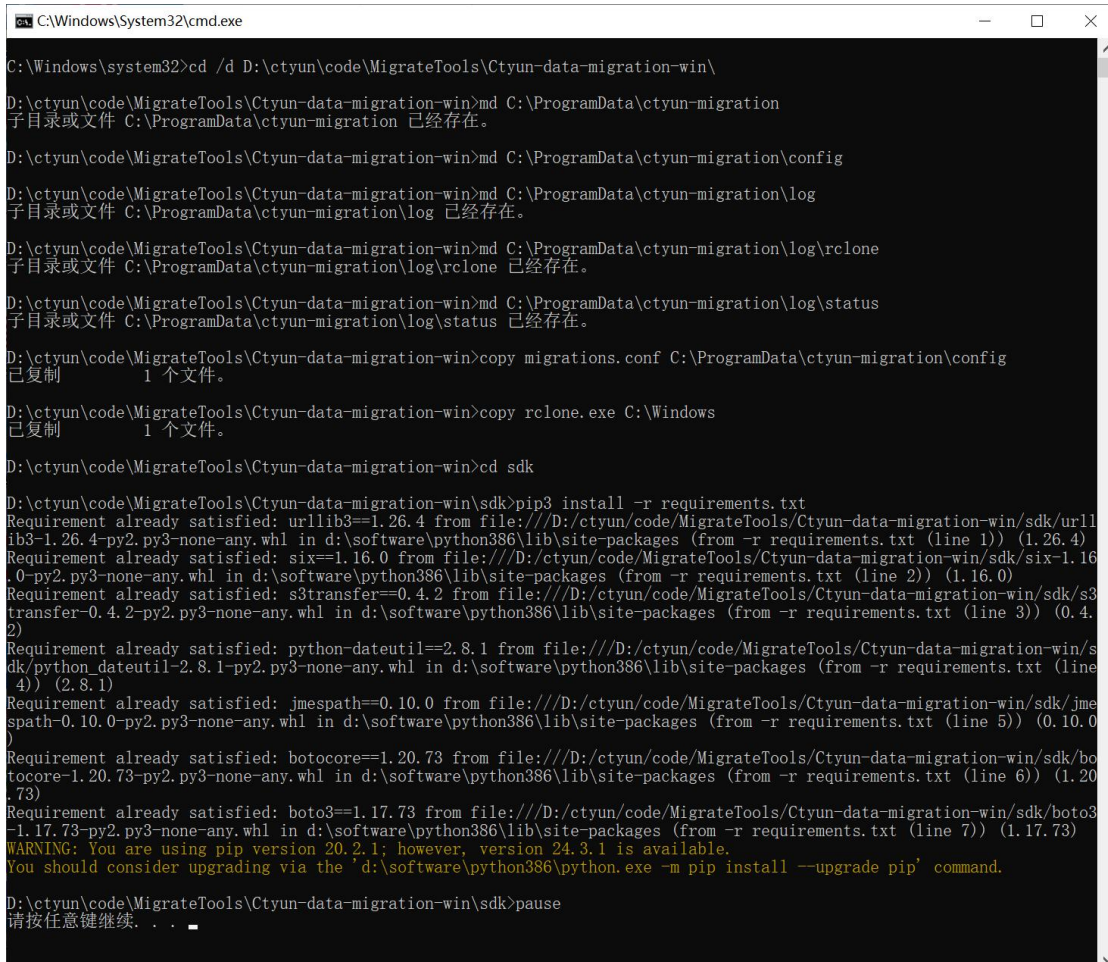 C:\Windows\System32\cmd.exe
C:\Windows\system32>cd /d D:\ctyun\code\MigrateTools\Ctyun-data-migration-win\
D:\ctyun\code\MigrateTools\Ctyun-data-migration-win>md C:\ProgramData\ctyun-migration
子目录或文件 C:\ProgramData\ctyun-migration 已经存在。
D:\ctyun\code\MigrateTools\Ctyun-data-migration-win>md C:\ProgramData\ctyun-migration\config
D:\ctyun\code\MigrateTools\Ctyun-data-migration-win>md C:\ProgramData\ctyun-migration\log
子目录或文件 C:\ProgramData\ctyun-migration\log 已经存在。
D:\ctyun\code\MigrateTools\Ctyun-data-migration-win>md C:\ProgramData\ctyun-migration\log\rclone
子目录或文件 C:\ProgramData\ctyun-migration\log\rclone 已经存在。
D:\ctyun\code\MigrateTools\Ctyun-data-migration-win>md C:\ProgramData\ctyun-migration\log\status
子目录或文件 C:\ProgramData\ctyun-migration\log\status 已经存在。
D:\ctyun\code\MigrateTools\Ctyun-data-migration-win>copy migrations.conf C:\ProgramData\ctyun-migration\config
已复制         1 个文件。
D:\ctyun\code\MigrateTools\Ctyun-data-migration-win>copy rclone.exe C:\Windows
已复制         1 个文件。
D:\ctyun\code\MigrateTools\Ctyun-data-migration-win>cd sdk
D:\ctyun\code\MigrateTools\Ctyun-data-migration-win\sdk>pip3 install -r requirements.txt
Requirement already satisfied: urllib3==1.26.4 from file:///D:/ctyun/code/MigrateTools/Ctyun-data-migration-win/sdk/urll
ib3-1.26.4-py2.py3-none-any.whl in d:\software\python386\lib\site-packages (from -r requirements.txt (line 1)) (1.26.4)
Requirement already satisfied: six==1.16.0 from file:///D:/ctyun/code/MigrateTools/Ctyun-data-migration-win/sdk/six-1.16
.0-py2.py3-none-any.whl in d:\software\python386\lib\site-packages (from -r requirements.txt (line 2)) (1.16.0)
Requirement already satisfied: s3transfer==0.4.2 from file:///D:/ctyun/code/MigrateTools/Ctyun-data-migration-win/sdk/s3
transfer-0.4.2-py2.py3-none-any.whl in d:\software\python386\lib\site-packages (from -r requirements.txt (line 3)) (0.4.
2)
Requirement already satisfied: python-dateutil==2.8.1 from file:///D:/ctyun/code/MigrateTools/Ctyun-data-migration-win/s
dk/python_dateutil-2.8.1-py2.py3-none-any.whl in d:\software\python386\lib\site-packages (from -r requirements.txt (line
 4)) (2.8.1)
Requirement already satisfied: jmespath==0.10.0 from file:///D:/ctyun/code/MigrateTools/Ctyun-data-migration-win/sdk/jme
spath-0.10.0-py2.py3-none-any.whl in d:\software\python386\lib\site-packages (from -r requirements.txt (line 5)) (0.10.0
)
Requirement already satisfied: botocore==1.20.73 from file:///D:/ctyun/code/MigrateTools/Ctyun-data-migration-win/sdk/bo
tocore-1.20.73-py2.py3-none-any.whl in d:\software\python386\lib\site-packages (from -r requirements.txt (line 6)) (1.20
.73)
Requirement already satisfied: boto3==1.17.73 from file:///D:/ctyun/code/MigrateTools/Ctyun-data-migration-win/sdk/boto3
-1.17.73-py2.py3-none-any.whl in d:\software\python386\lib\site-packages (from -r requirements.txt (line 7)) (1.17.73)
WARNING: You are using pip version 20.2.1; however, version 24.3.1 is available.
You should consider upgrading via the 'd:\software\python386\python.exe -m pip install --upgrade pip' command.
D:\ctyun\code\MigrateTools\Ctyun-data-migration-win\sdk>pause
请按任意键继续. . .